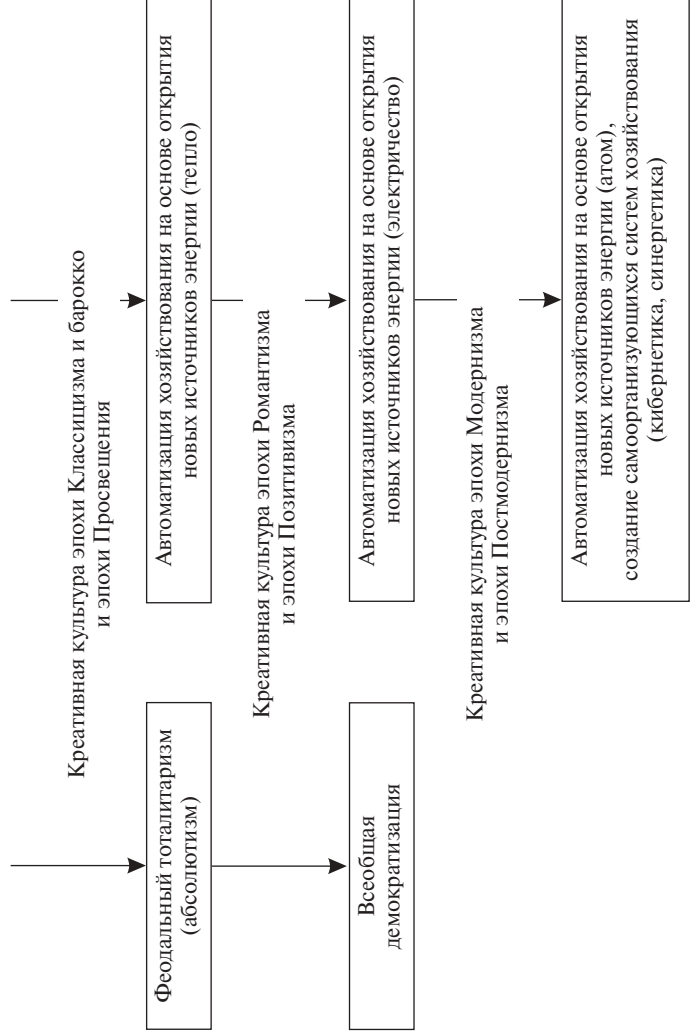 Креативная культура эпохи Классицизма и барокко
и эпохи Просвещения
Феодальный тоталитаризм
(абсолютизм)
Автоматизация хозяйствования на основе открытия
новых источников энергии (тепло)
Креативная культура эпохи Романтизма
и эпохи Позитивизма
Всеобщая
демократизация
Автоматизация хозяйствования на основе открытия
новых источников энергии (электричество)
Креативная культура эпохи Модернизма
и эпохи Постмодернизма
Автоматизация хозяйствования на основе открытия
новых источников энергии (атом),
создание самоорганизующихся систем хозяйствования
(кибернетика, синергетика)